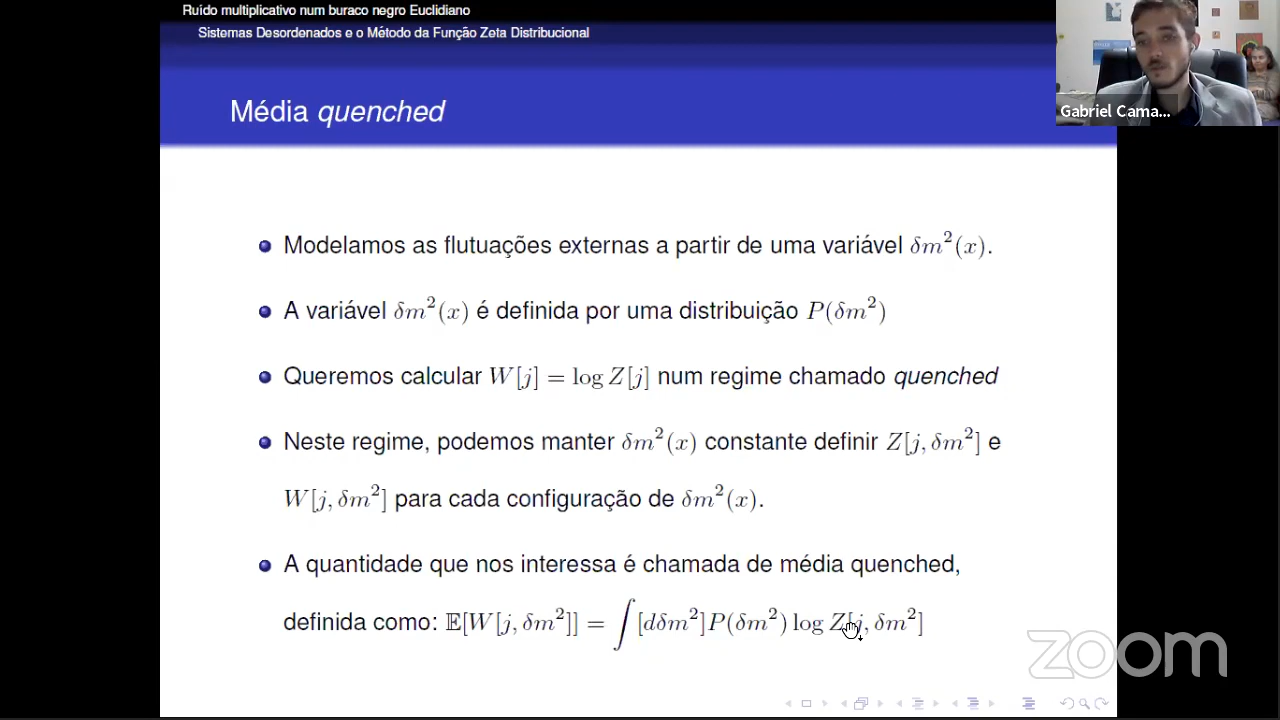 Ruído multiplicativo num buraco negro Euclidiano
Sistemas Desordenados e o Método da Função Zeta Distribucional
Média quenched
Gabriel Cama...
Modelamos as flutuações externas a partir de uma variável δm²(x).
A variável δm²(x) é definida por uma distribuição P(δm²)
Queremos calcular W[j] = log Z[j] num regime chamado quenched
Neste regime, podemos manter δm²(x) constante definir Z[j, δm²] e
W[j, δm²] para cada configuração de δm²(x).
A quantidade que nos interessa é chamada de média quenched,
definida como: 𝔼[W[j, δm²]] = ∫[dδm²]P(δm²) log Z[j, δm²]
zoom